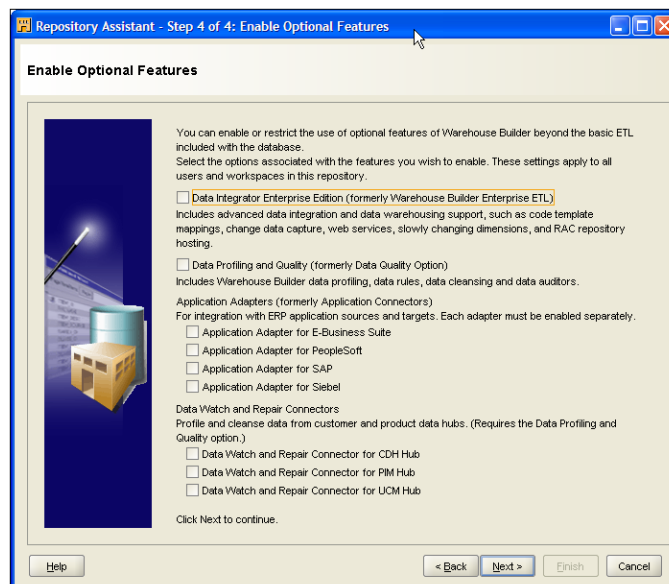 Repository Assistant - Step 4 of 4: Enable Optional Features
Enable Optional Features
You can enable or restrict the use of optional features of Warehouse Builder beyond the basic ETL
included with the database.
Select the options associated with the features you wish to enable. These settings apply to all
users and workspaces in this repository.
Data Integrator Enterprise Edition (formerly Warehouse Builder Enterprise ETL)
Includes advanced data integration and data warehousing support, such as code template
mappings, change data capture, web services, slowly changing dimensions, and RAC repository
hosting.
Data Profiling and Quality (formerly Data Quality Option)
Includes Warehouse Builder data profiling, data rules, data cleansing and data auditors.
Application Adapters (formerly Application Connectors)
For integration with ERP application sources and targets. Each adapter must be enabled separately.
Application Adapter for E-Business Suite
Application Adapter for PeopleSoft
Application Adapter for SAP
Application Adapter for Siebel
Data Watch and Repair Connectors
Profile and cleanse data from customer and product data hubs. (Requires the Data Profiling and
Quality option.)
Data Watch and Repair Connector for CDH Hub
Data Watch and Repair Connector for PIM Hub
Data Watch and Repair Connector for UCM Hub
Click Next to continue.
Help
< Back
Next >
Finish
Cancel